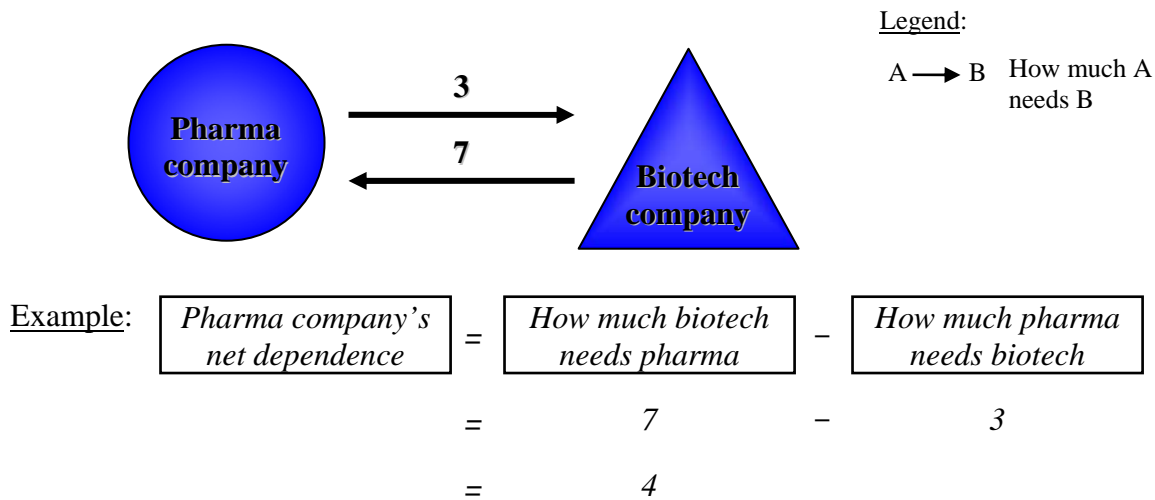 Legend:
A B How much A
needs B
3
7
Pharma
company
Biotech
company
Example:
Pharma company’s
net dependence
=
How much biotech
needs pharma
–
How much pharma
needs biotech
= 7 – 3
= 4